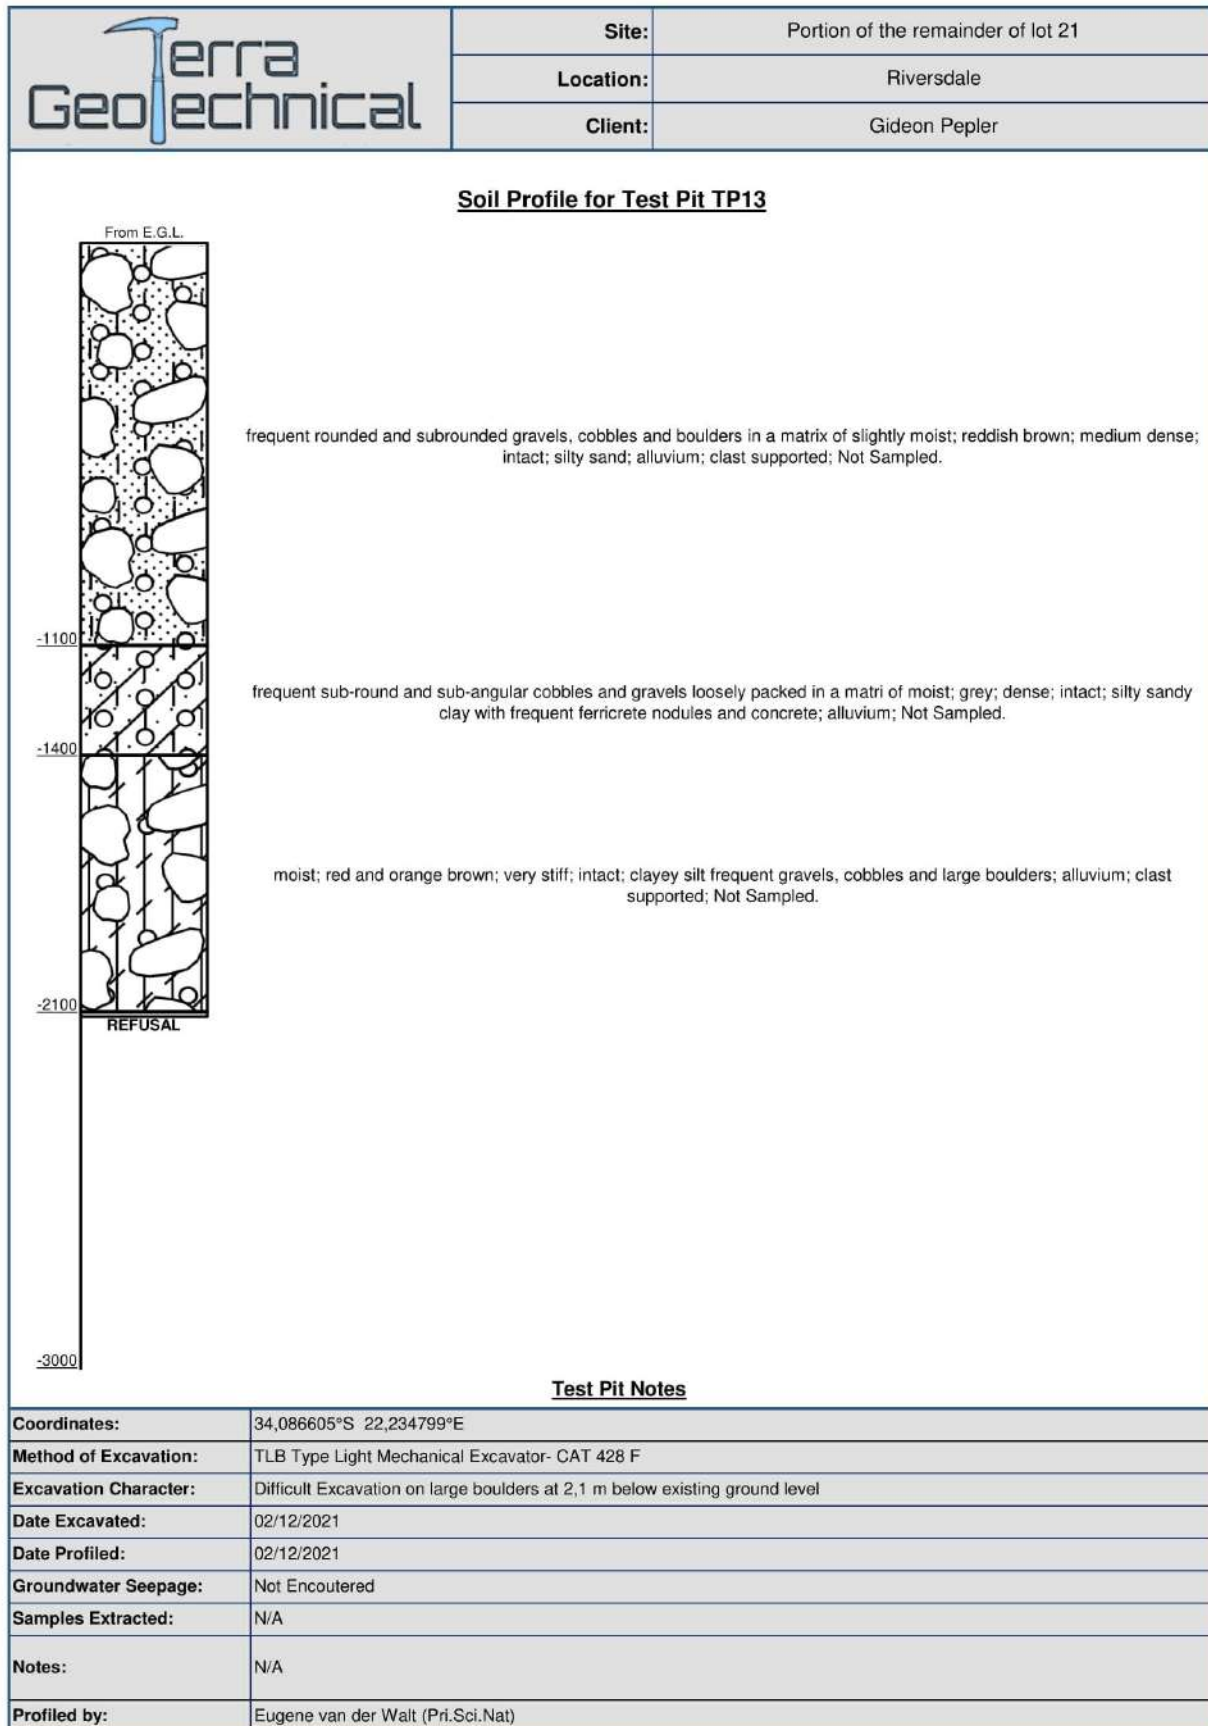 Terra
GeoTechnical
Site: Portion of the remainder of lot 21
Location: Riversdale
Client: Gideon Pepler
Soil Profile for Test Pit TP13
From E.G.L.
frequent rounded and subrounded gravels, cobbles and boulders in a matrix of slightly moist; reddish brown; medium dense;
intact; silty sand; alluvium; clast supported; Not Sampled.
-1100
frequent sub-round and sub-angular cobbles and gravels loosely packed in a matri of moist; grey; dense; intact; silty sandy
clay with frequent ferricrete nodules and concrete; alluvium; Not Sampled.
-1400
moist; red and orange brown; very stiff; intact; clayey silt frequent gravels, cobbles and large boulders; alluvium; clast
supported; Not Sampled.
-2100
REFUSAL
-3000
Test Pit Notes
Coordinates: 34,086605°S 22,234799°E
Method of Excavation: TLB Type Light Mechanical Excavator- CAT 428 F
Excavation Character: Difficult Excavation on large boulders at 2,1 m below existing ground level
Date Excavated: 02/12/2021
Date Profiled: 02/12/2021
Groundwater Seepage: Not Encoutered
Samples Extracted: N/A
Notes: N/A
Profiled by: Eugene van der Walt (Pri.Sci.Nat)